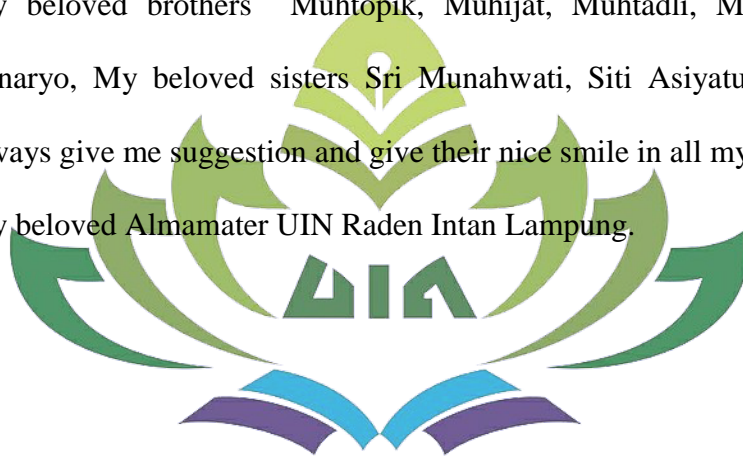 y beloved brothers Muhtopik, Muhijat, Muhtadli, M
naryo, My beloved sisters Sri Munahwati, Siti Asiyatu
ways give me suggestion and give their nice smile in all my
y beloved Almamater UIN Raden Intan Lampung.
UIN